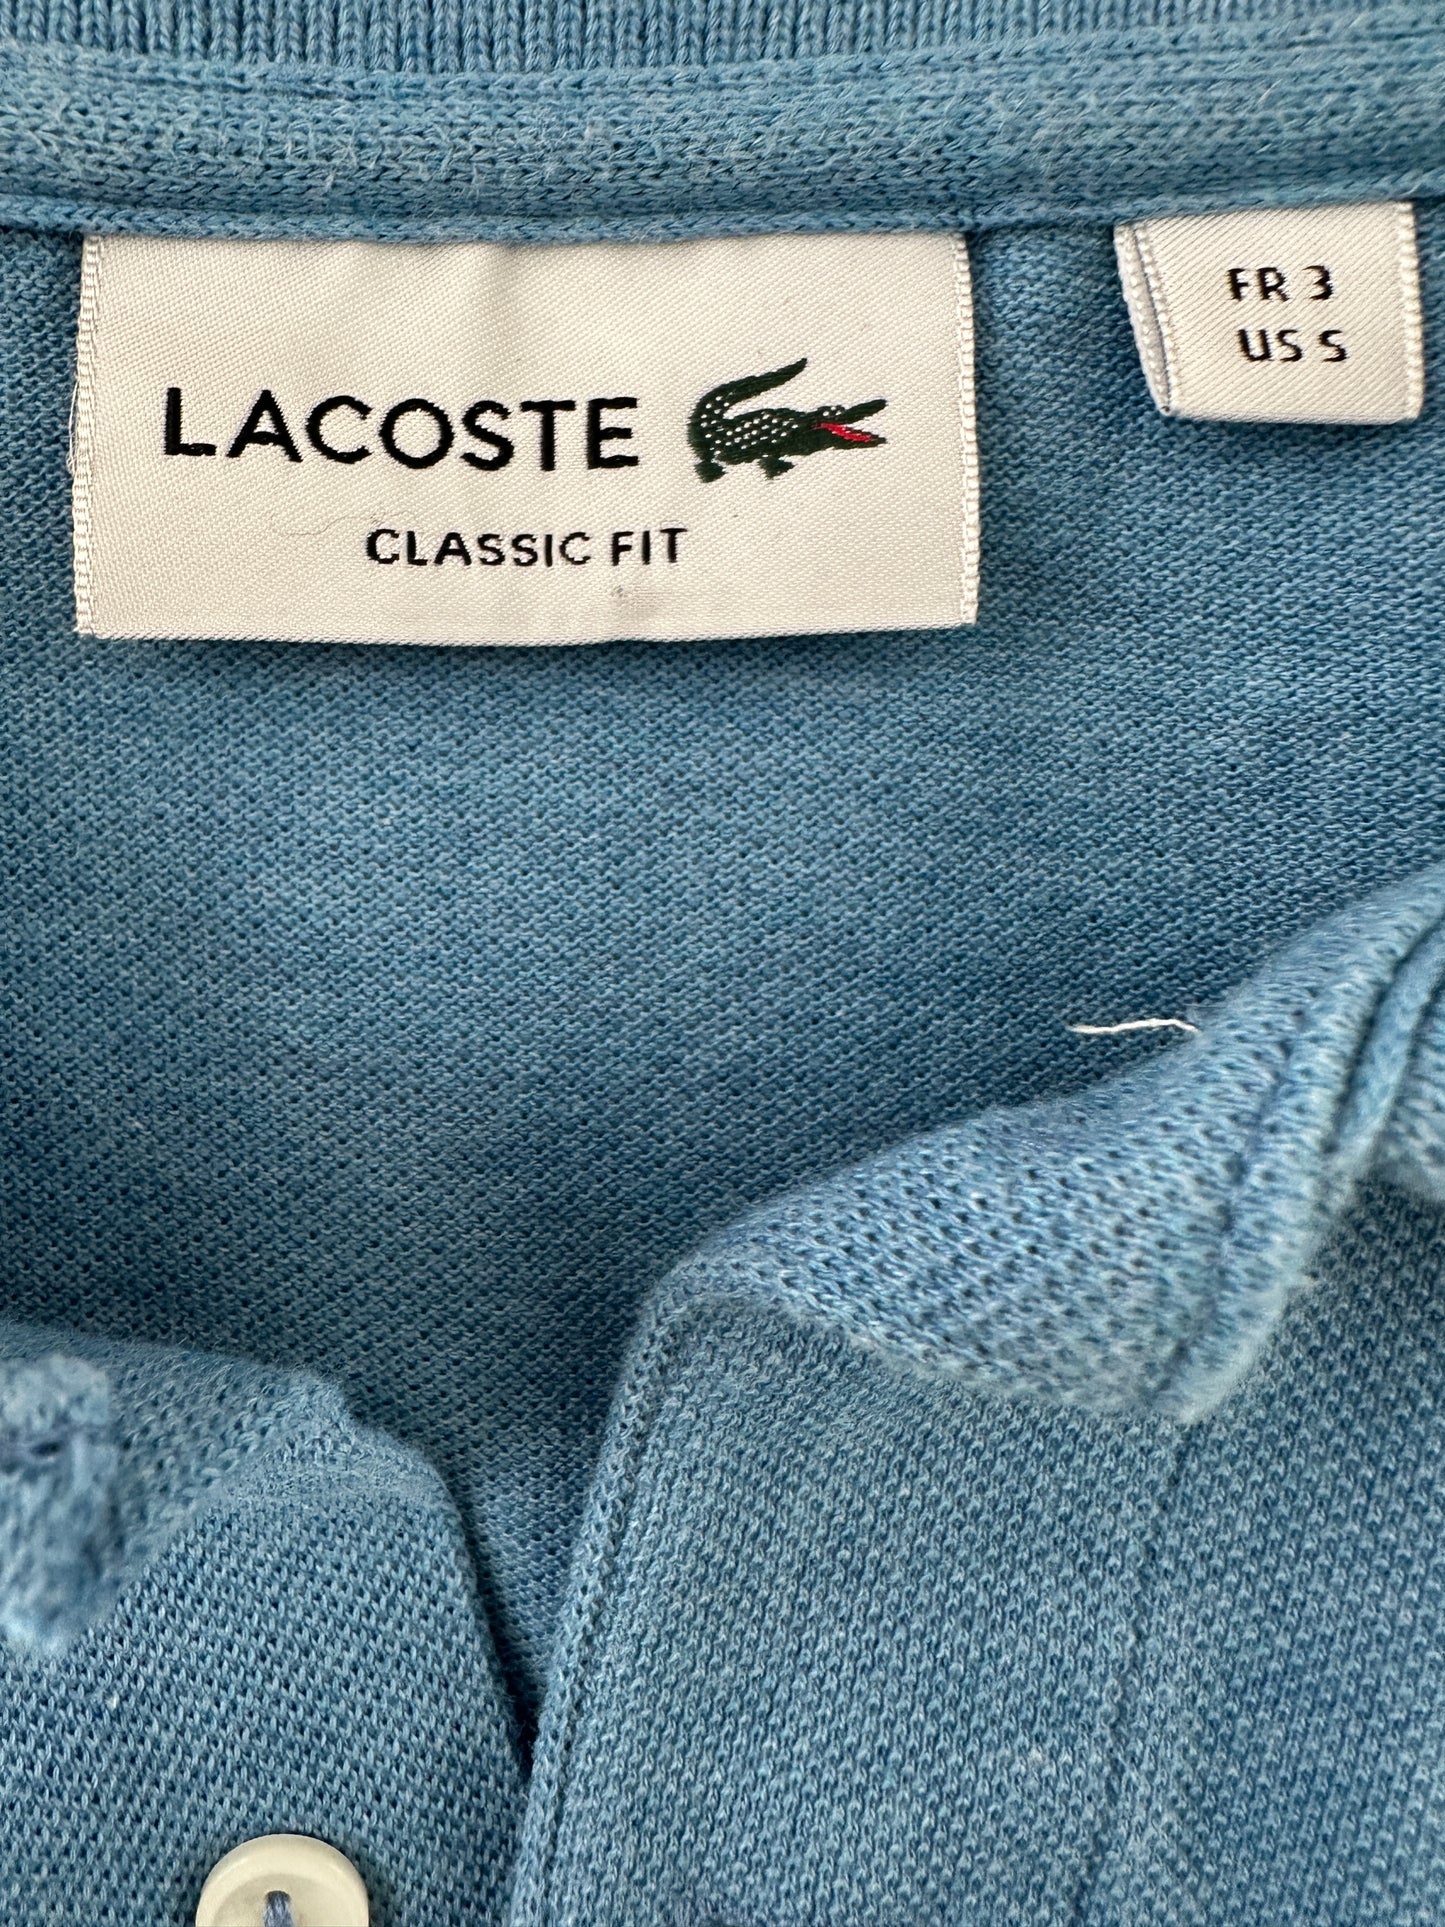 LACOSTE
CLASSIC FIT
FR 3
US S